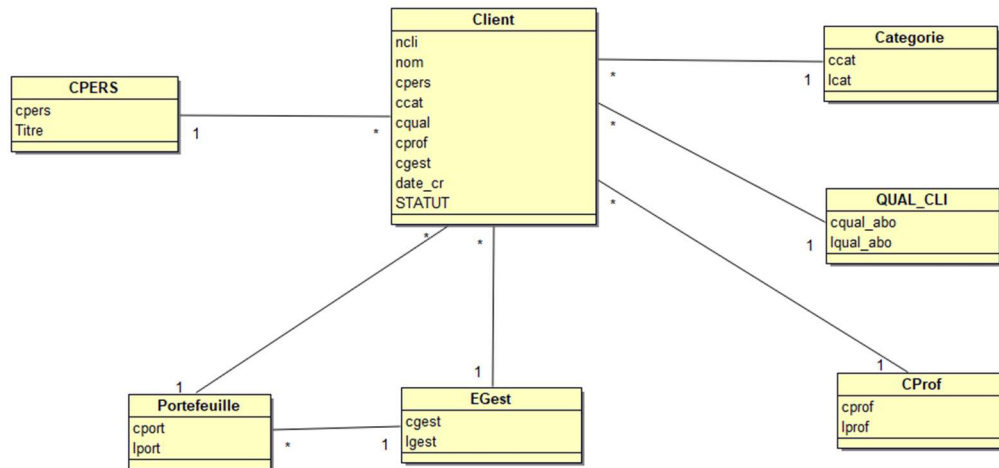 Client
ncli
nom
cpers
ccat
cqual
cprof
cgest
date_cr
STATUT
Categorie
ccat
lcat
CPERS
cpers
Titre
QUAL_CLI
cqual_abo
lqual_abo
CProf
cprof
lprof
EGest
cgest
lgest
Portefeuille
cport
lport
1
*
*
1
*
1
*
1
*
1
*
1
*
1